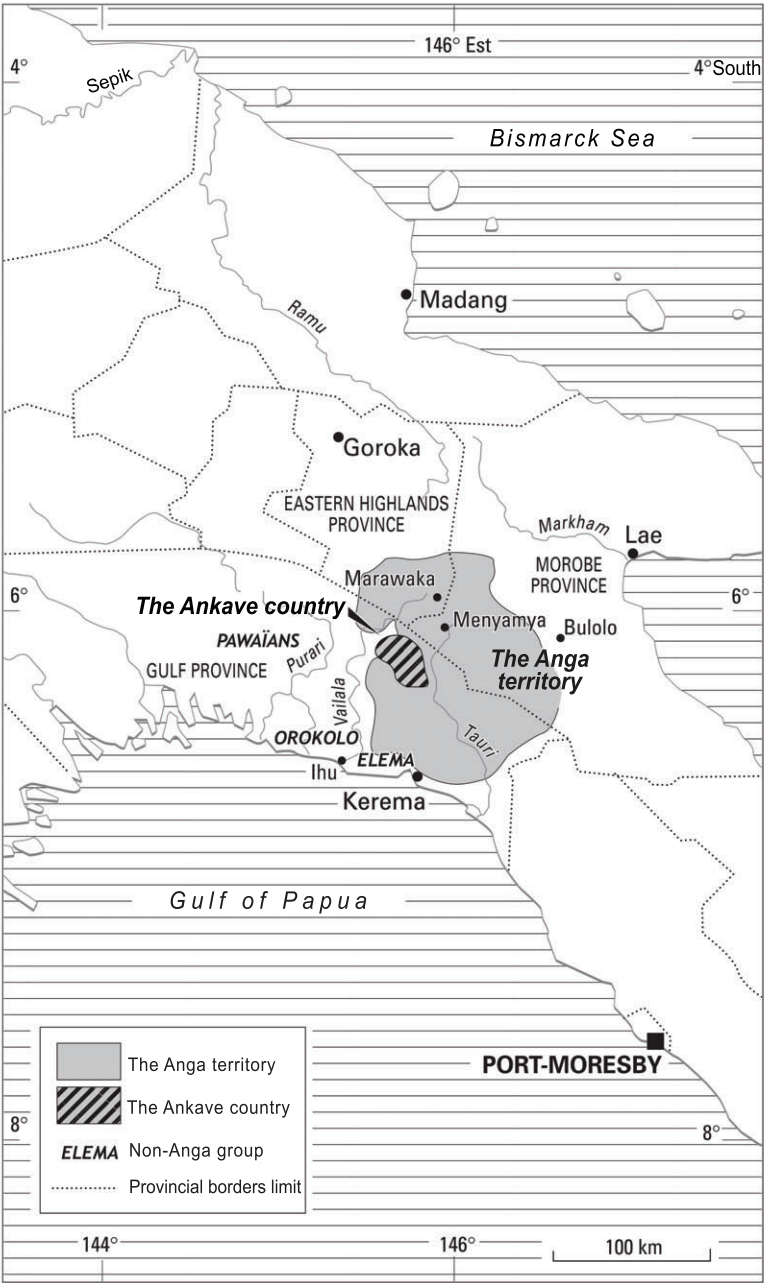 146° Est
4°
4°South
Sepik
Bismarck Sea
Madang
Ramu
Goroka
EASTERN HIGHLANDS
PROVINCE
Markham
Lae
MOROBE
PROVINCE
Marawaka
6°
6°
The Ankave country
Menyamya
Bulolo
PAWAÏANS
Purari
The Anga
territory
GULF PROVINCE
Vailala
OROKOLO
Tauri
ELEMA
Ihu
Kerema
Gulf of Papua
PORT-MORESBY
The Anga territory
The Ankave country
8°
8°
ELEMA Non-Anga group
Provincial borders limit
144°
146°
100 km